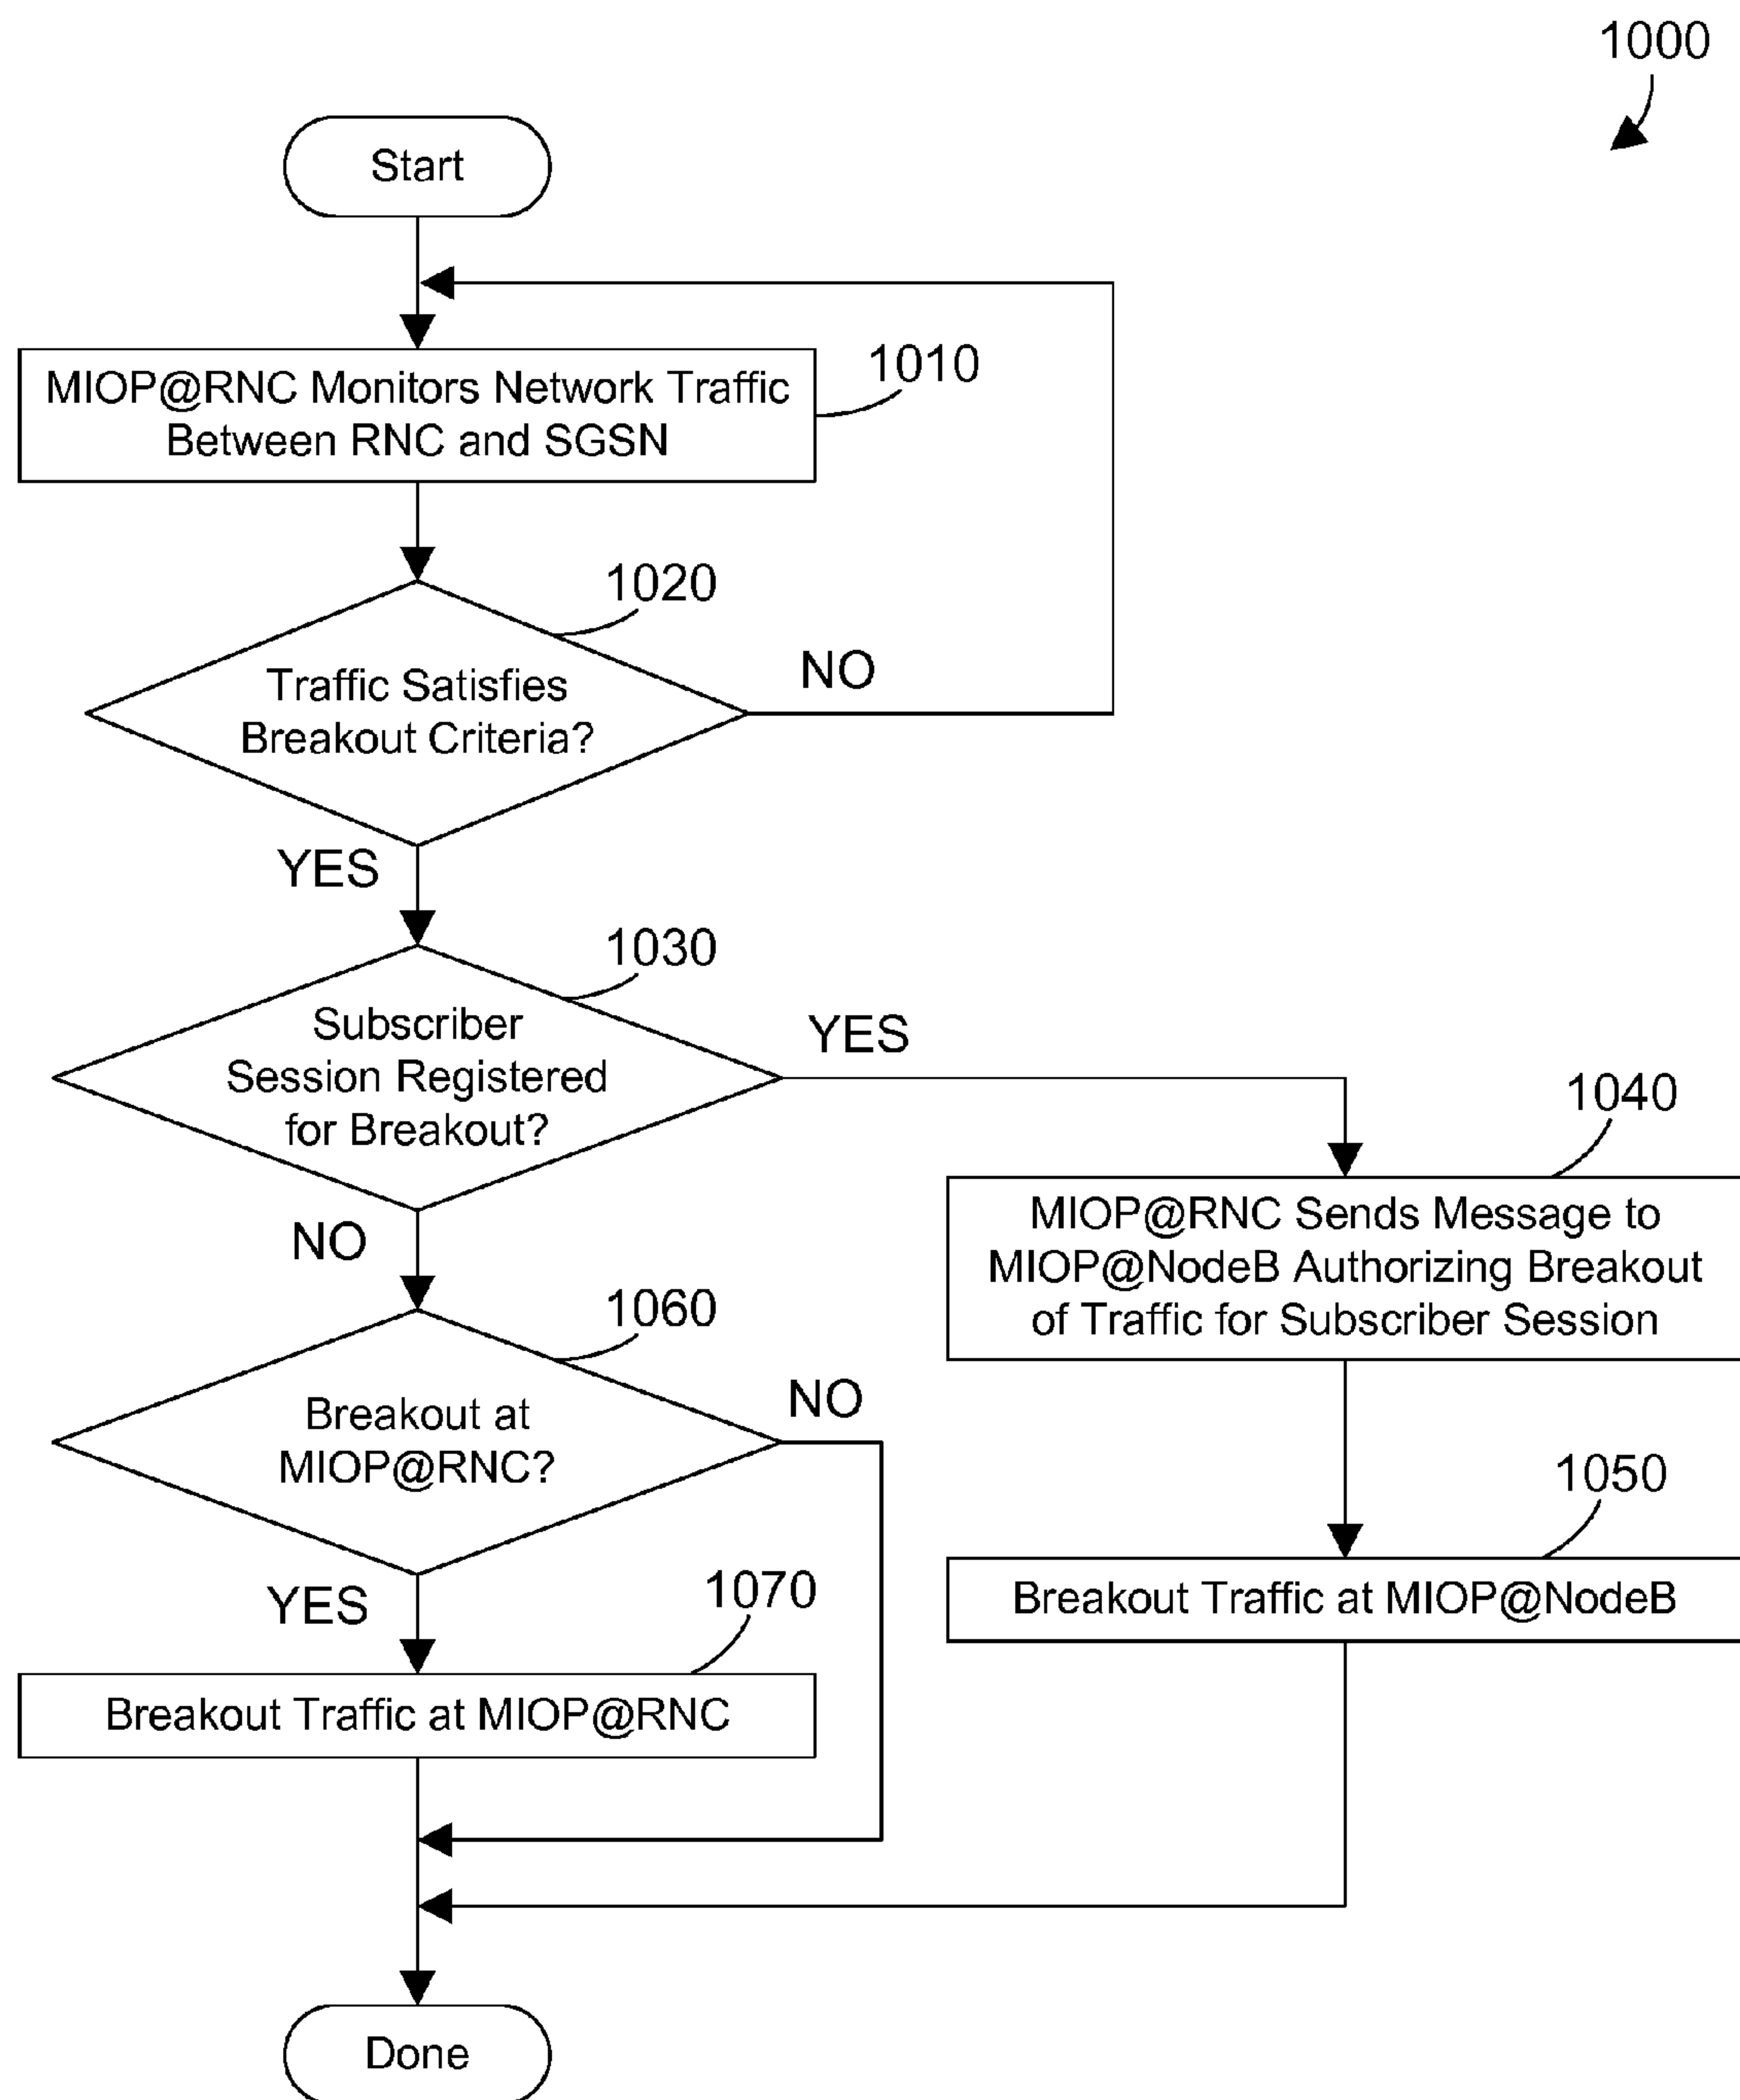 1000
Start
MIOP@RNC Monitors Network Traffic
Between RNC and SGSN
1010
1020
Traffic Satisfies
Breakout Criteria?
NO
YES
1030
Subscriber
Session Registered
for Breakout?
YES
NO
1040
MIOP@RNC Sends Message to
MIOP@NodeB Authorizing Breakout
of Traffic for Subscriber Session
1060
Breakout at
MIOP@RNC?
NO
YES
1050
Breakout Traffic at MIOP@NodeB
1070
Breakout Traffic at MIOP@RNC
Done